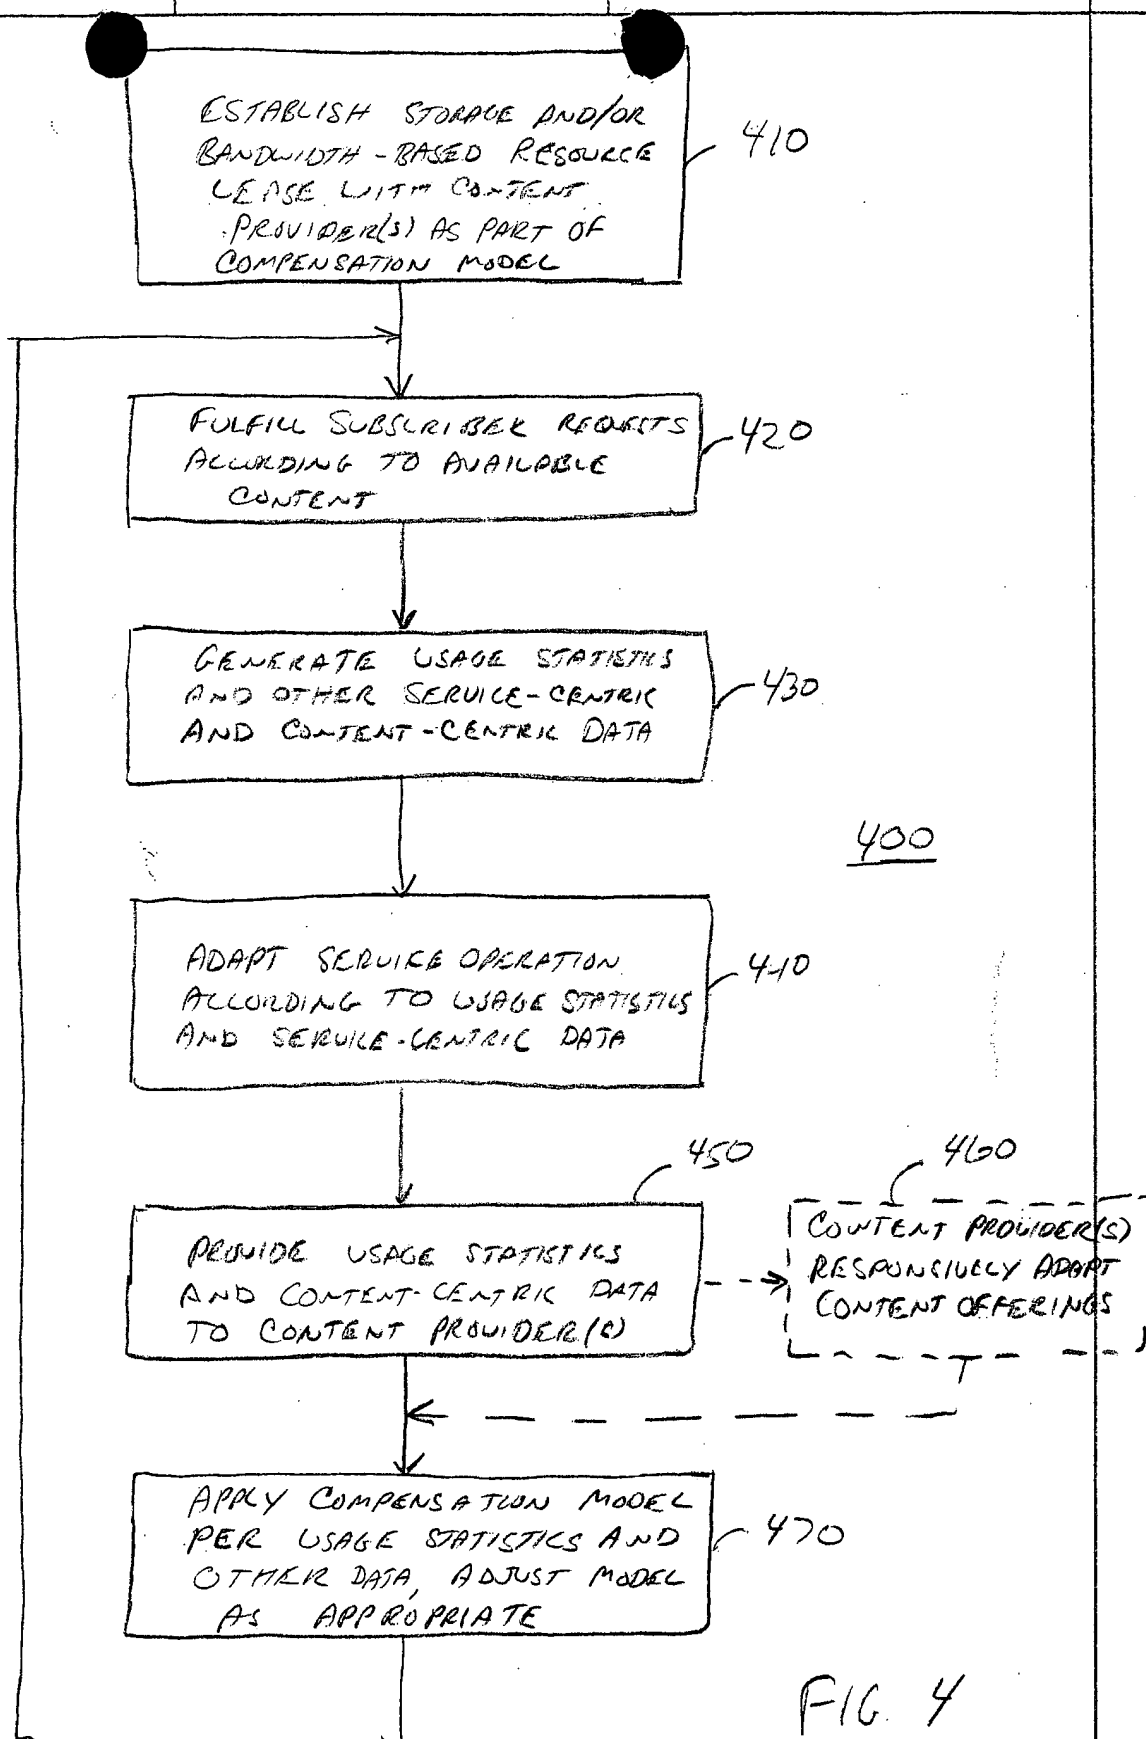 ESTABLISH STORAGE AND/OR
BANDWIDTH-BASED RESOURCE
LEASE WITH CONTENT
PROVIDER(S) AS PART OF
COMPENSATION MODEL
410
FULFILL SUBSCRIBER REQUESTS
ACCORDING TO AVAILABLE
CONTENT
420
GENERATE USAGE STATISTICS
AND OTHER SERVICE-CENTRIC
AND CONTENT-CENTRIC DATA
430
400
ADAPT SERVICE OPERATION
ACCORDING TO USAGE STATISTICS
AND SERVICE-CENTRIC DATA
440
450
460
PROVIDE USAGE STATISTICS
AND CONTENT-CENTRIC DATA
TO CONTENT PROVIDER(S)
CONTENT PROVIDER(S)
RESPONSIVELY ADAPT
CONTENT OFFERINGS
APPLY COMPENSATION MODEL
PER USAGE STATISTICS AND
OTHER DATA, ADJUST MODEL
AS APPROPRIATE
470
FIG. 4